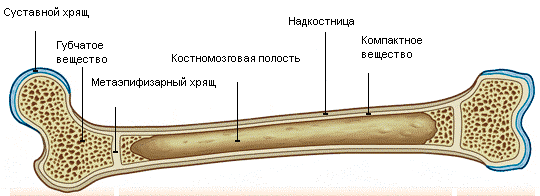 Суставной хрящ
Губчатое
вещество
Метаэпифизарный хрящ
Костномозговая полость
Надкостница
Компактное
вещество